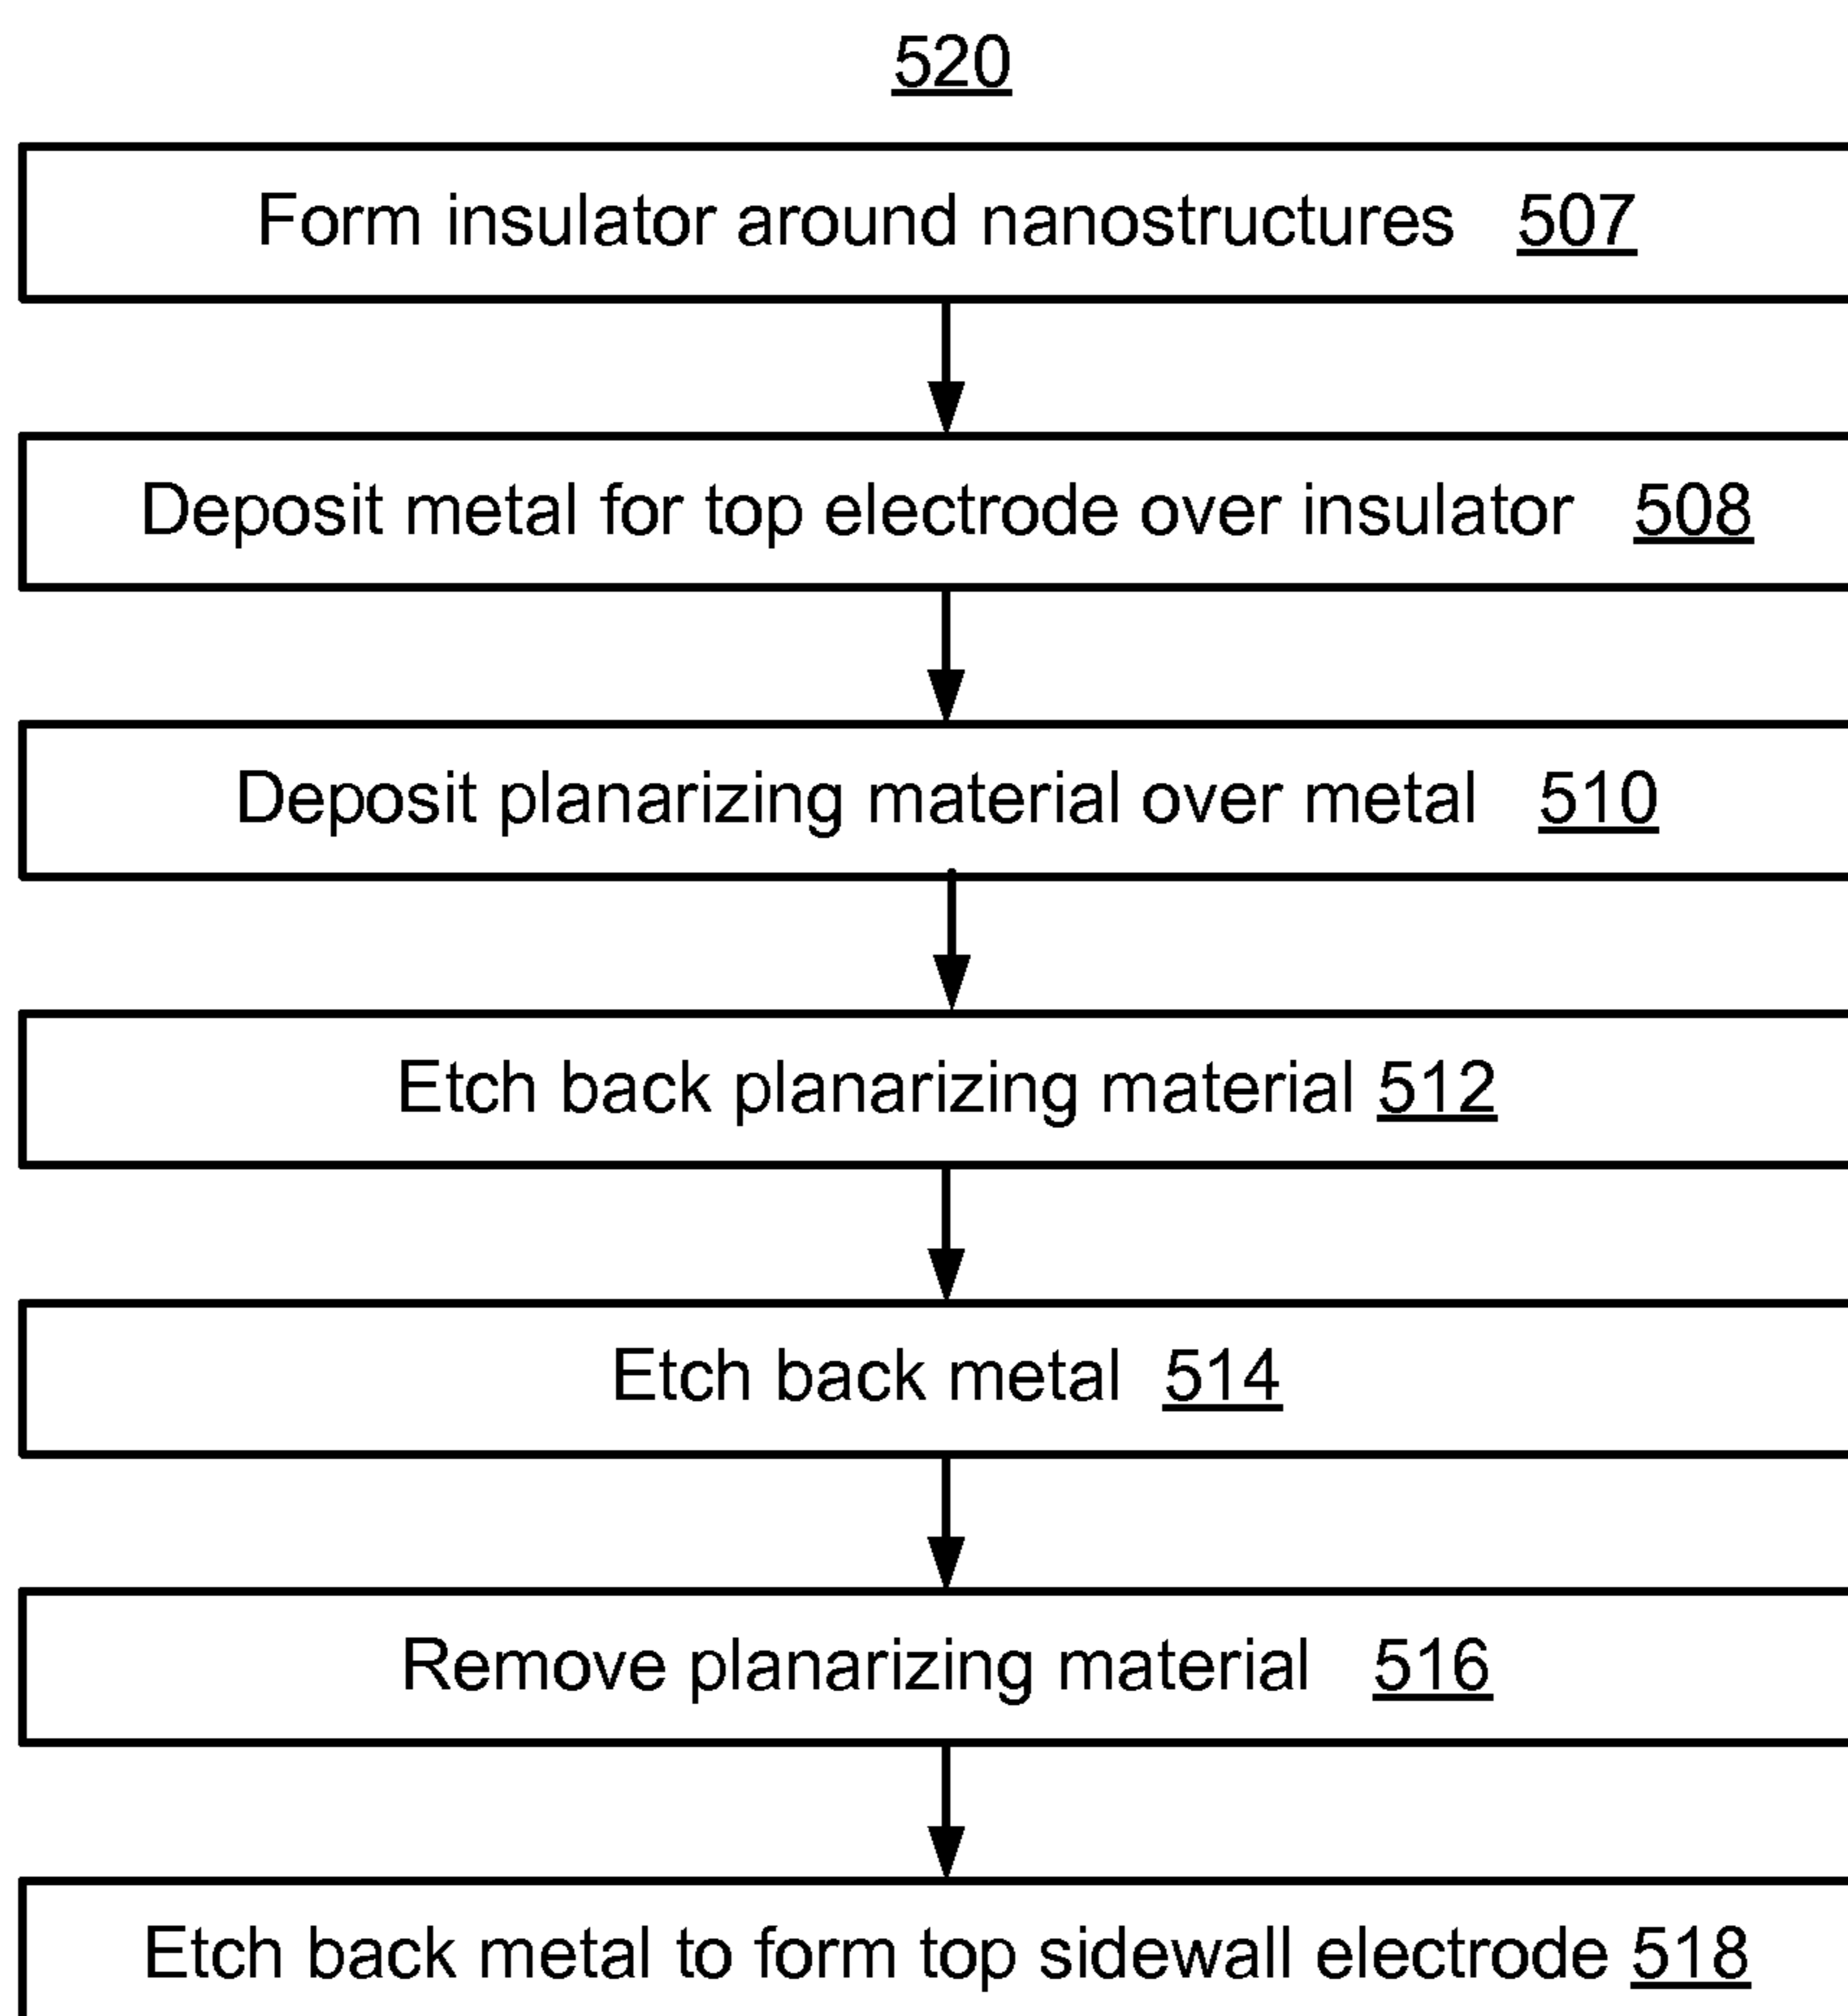 520
Form insulator around nanostructures 507
Deposit metal for top electrode over insulator 508
Deposit planarizing material over metal 510
Etch back planarizing material 512
Etch back metal 514
Remove planarizing material 516
Etch back metal to form top sidewall electrode 518